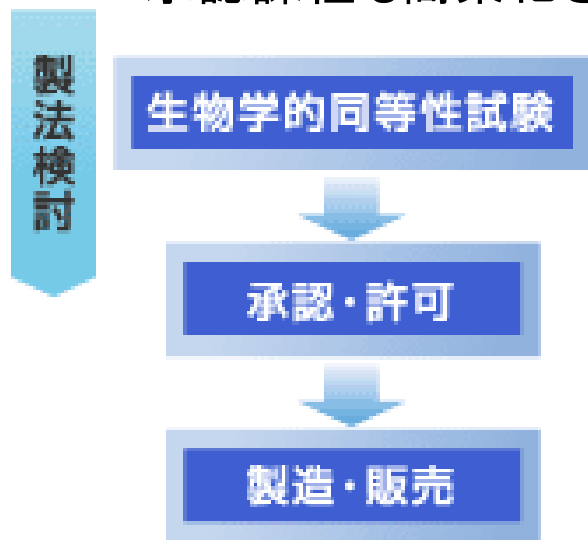 製法検討
生物学的同等性試験
承認・許可
製造・販売